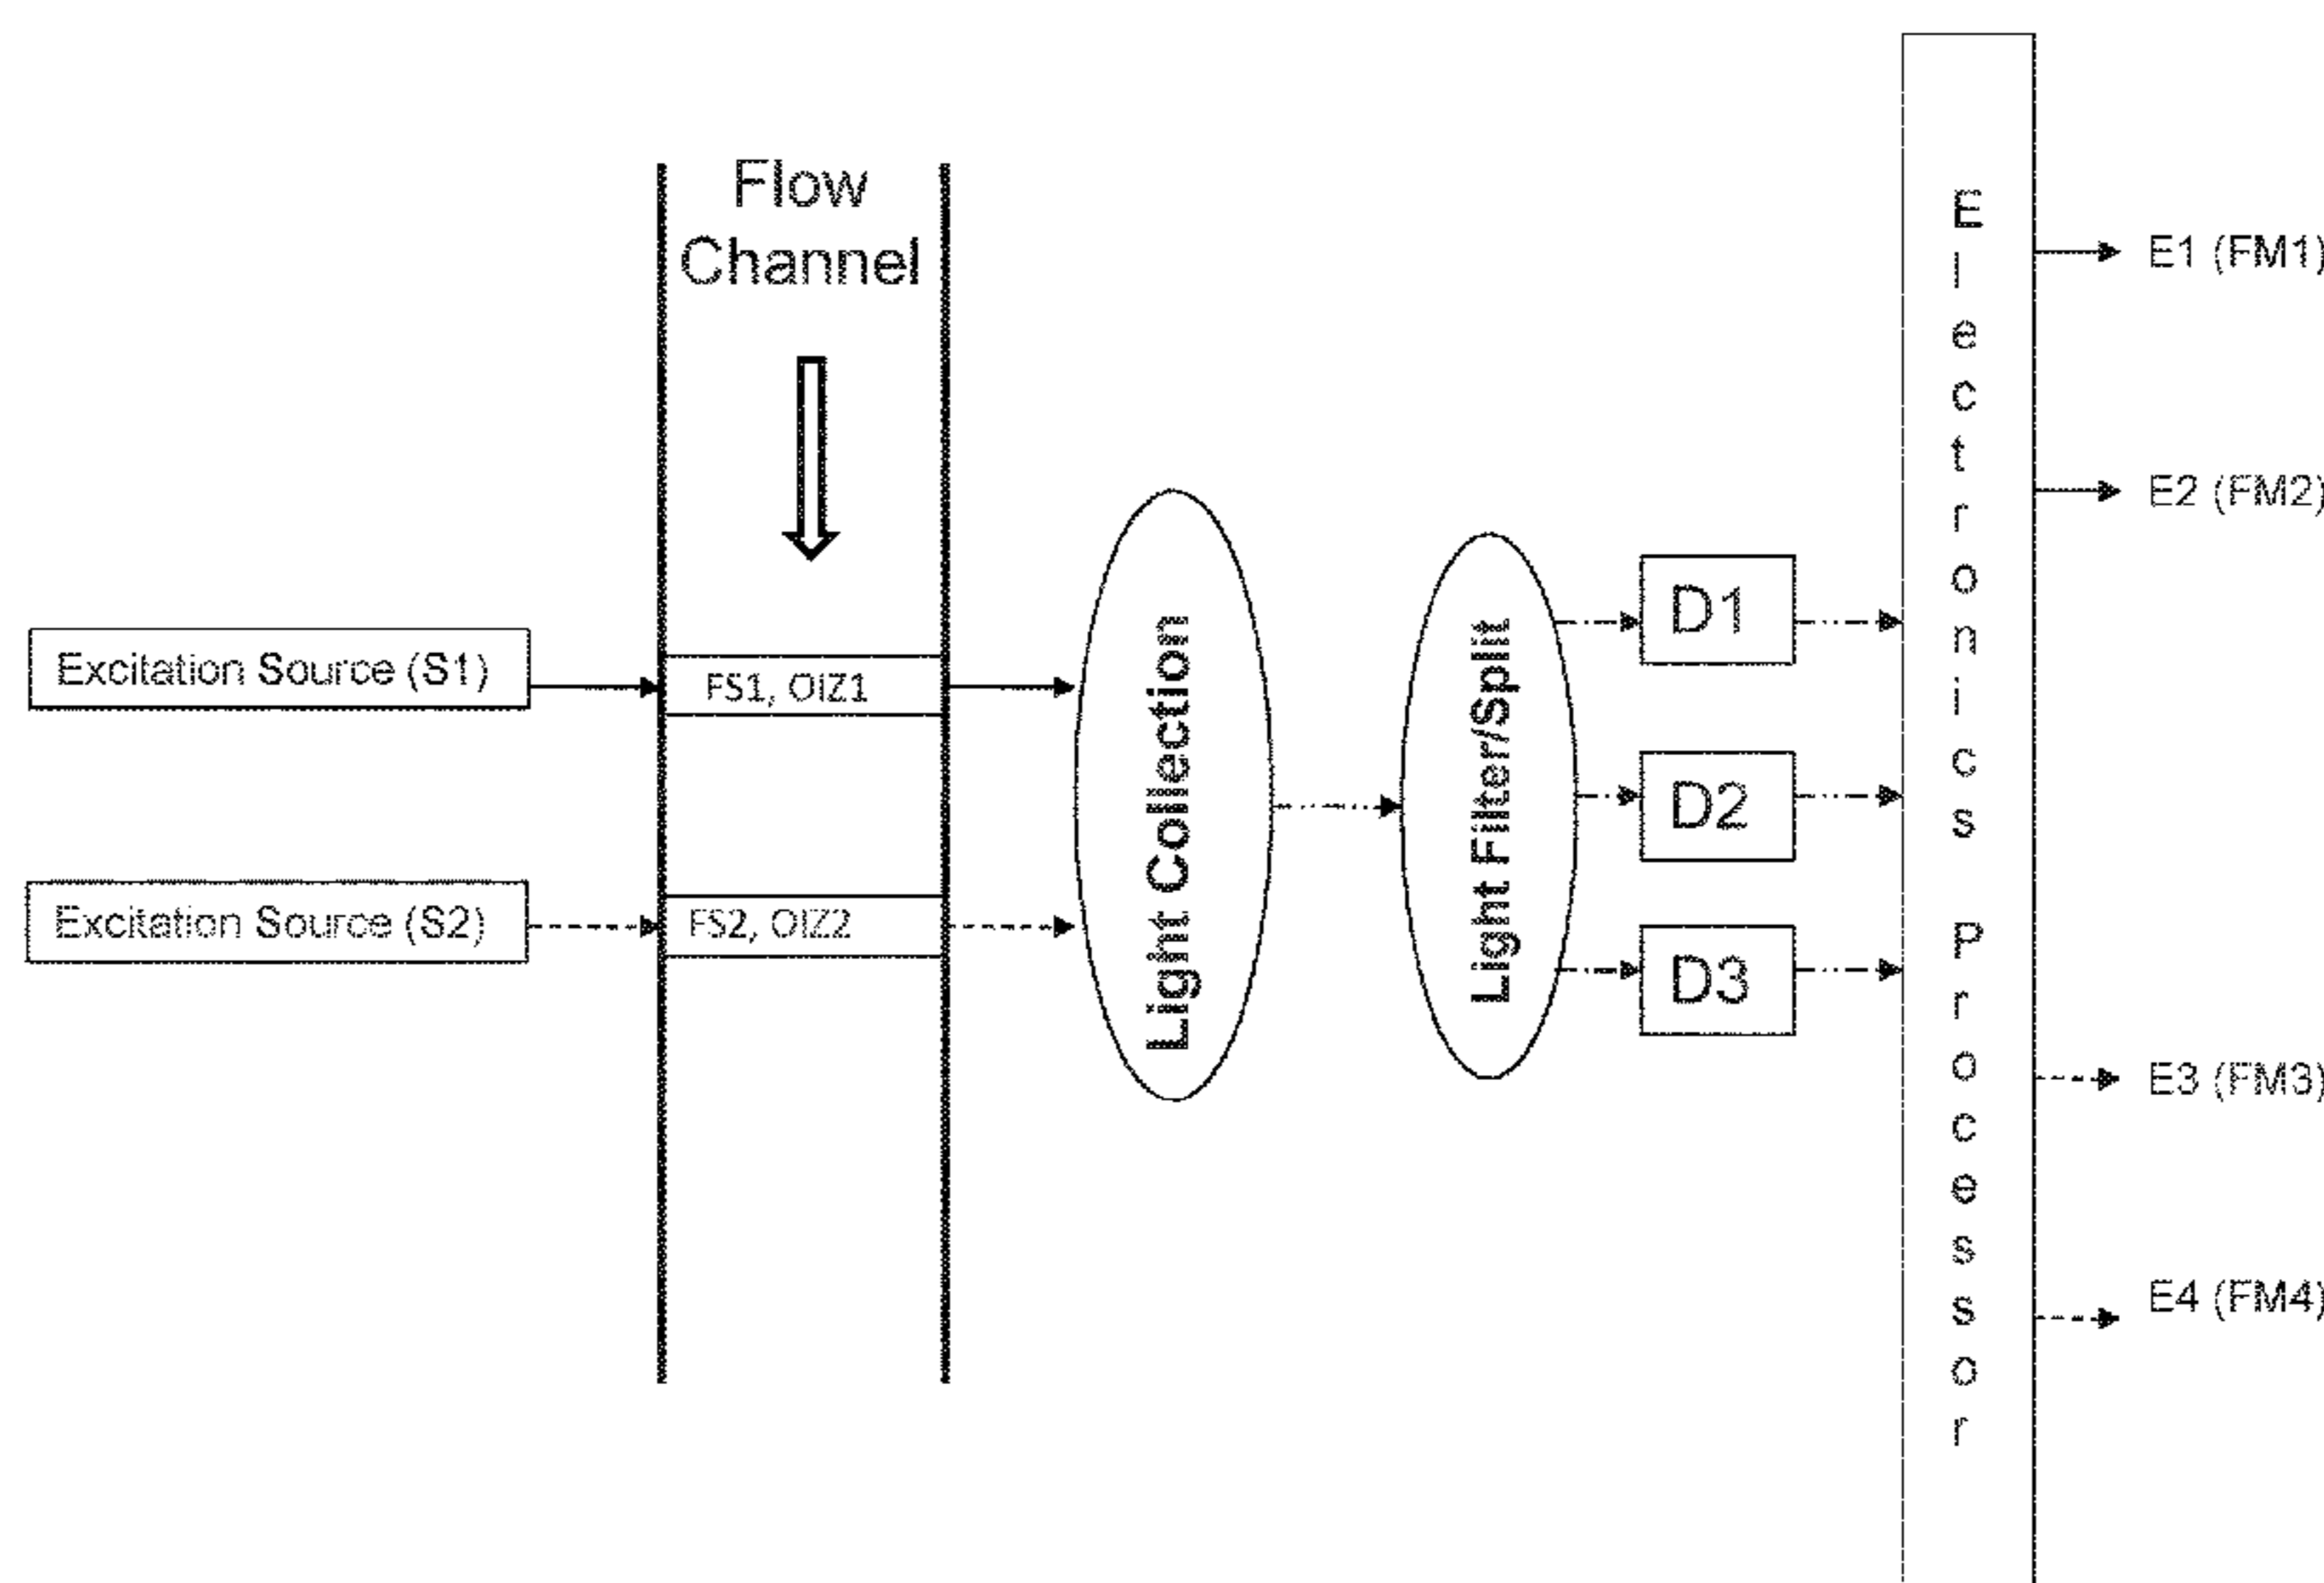 Flow
Channel
Excitation Source (S1)
FS1, OIZ1
Excitation Source (S2)
FS2, OIZ2
Light Collection
Light Filter/Split
D1
D2
D3
Electronics Processor
E1 (FM1)
E2 (FM2)
E3 (FM3)
E4 (FM4)